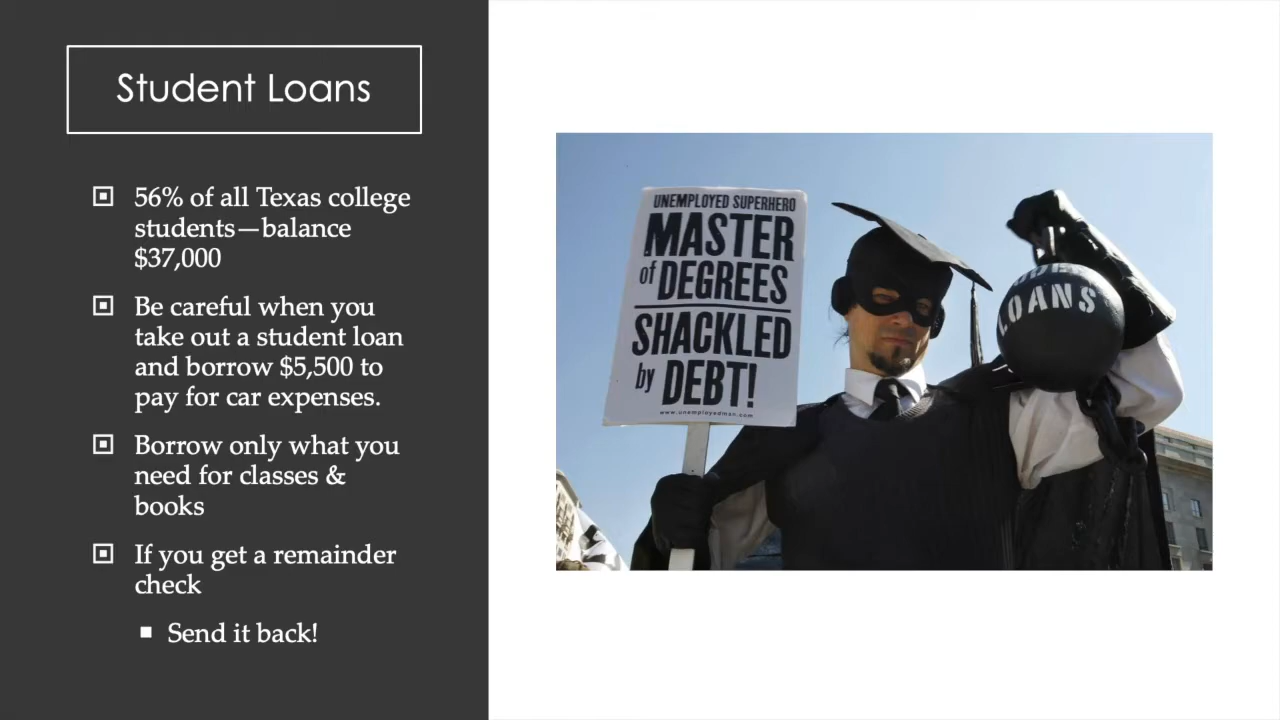 Student Loans
56% of all Texas college
students—balance
$37,000
Be careful when you
take out a student loan
and borrow $5,500 to
pay for car expenses.
Borrow only what you
need for classes &
books
If you get a remainder
check
Send it back!
UNEMPLOYED SUPERHERO
MASTER
of DEGREES
SHACKLED
by DEBT!
www.unemployedman.com
LOANS